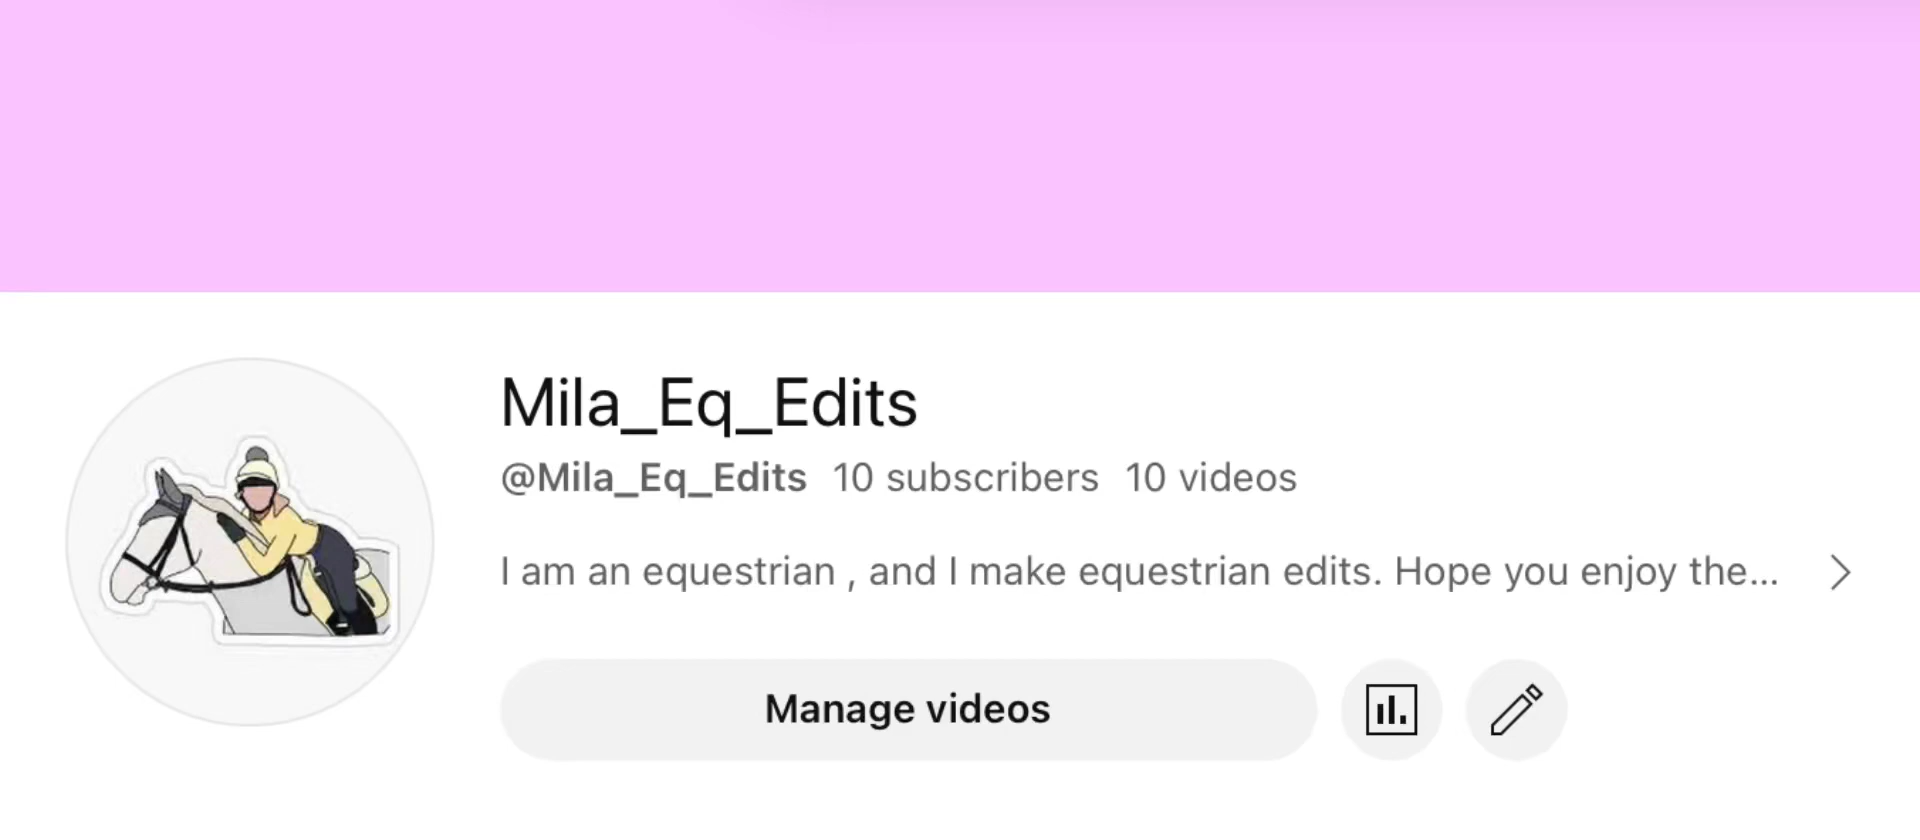 Mila_Eq_Edits
@Mila_Eq_Edits 10 subscribers 10 videos
I am an equestrian , and I make equestrian edits. Hope you enjoy the...
Manage videos